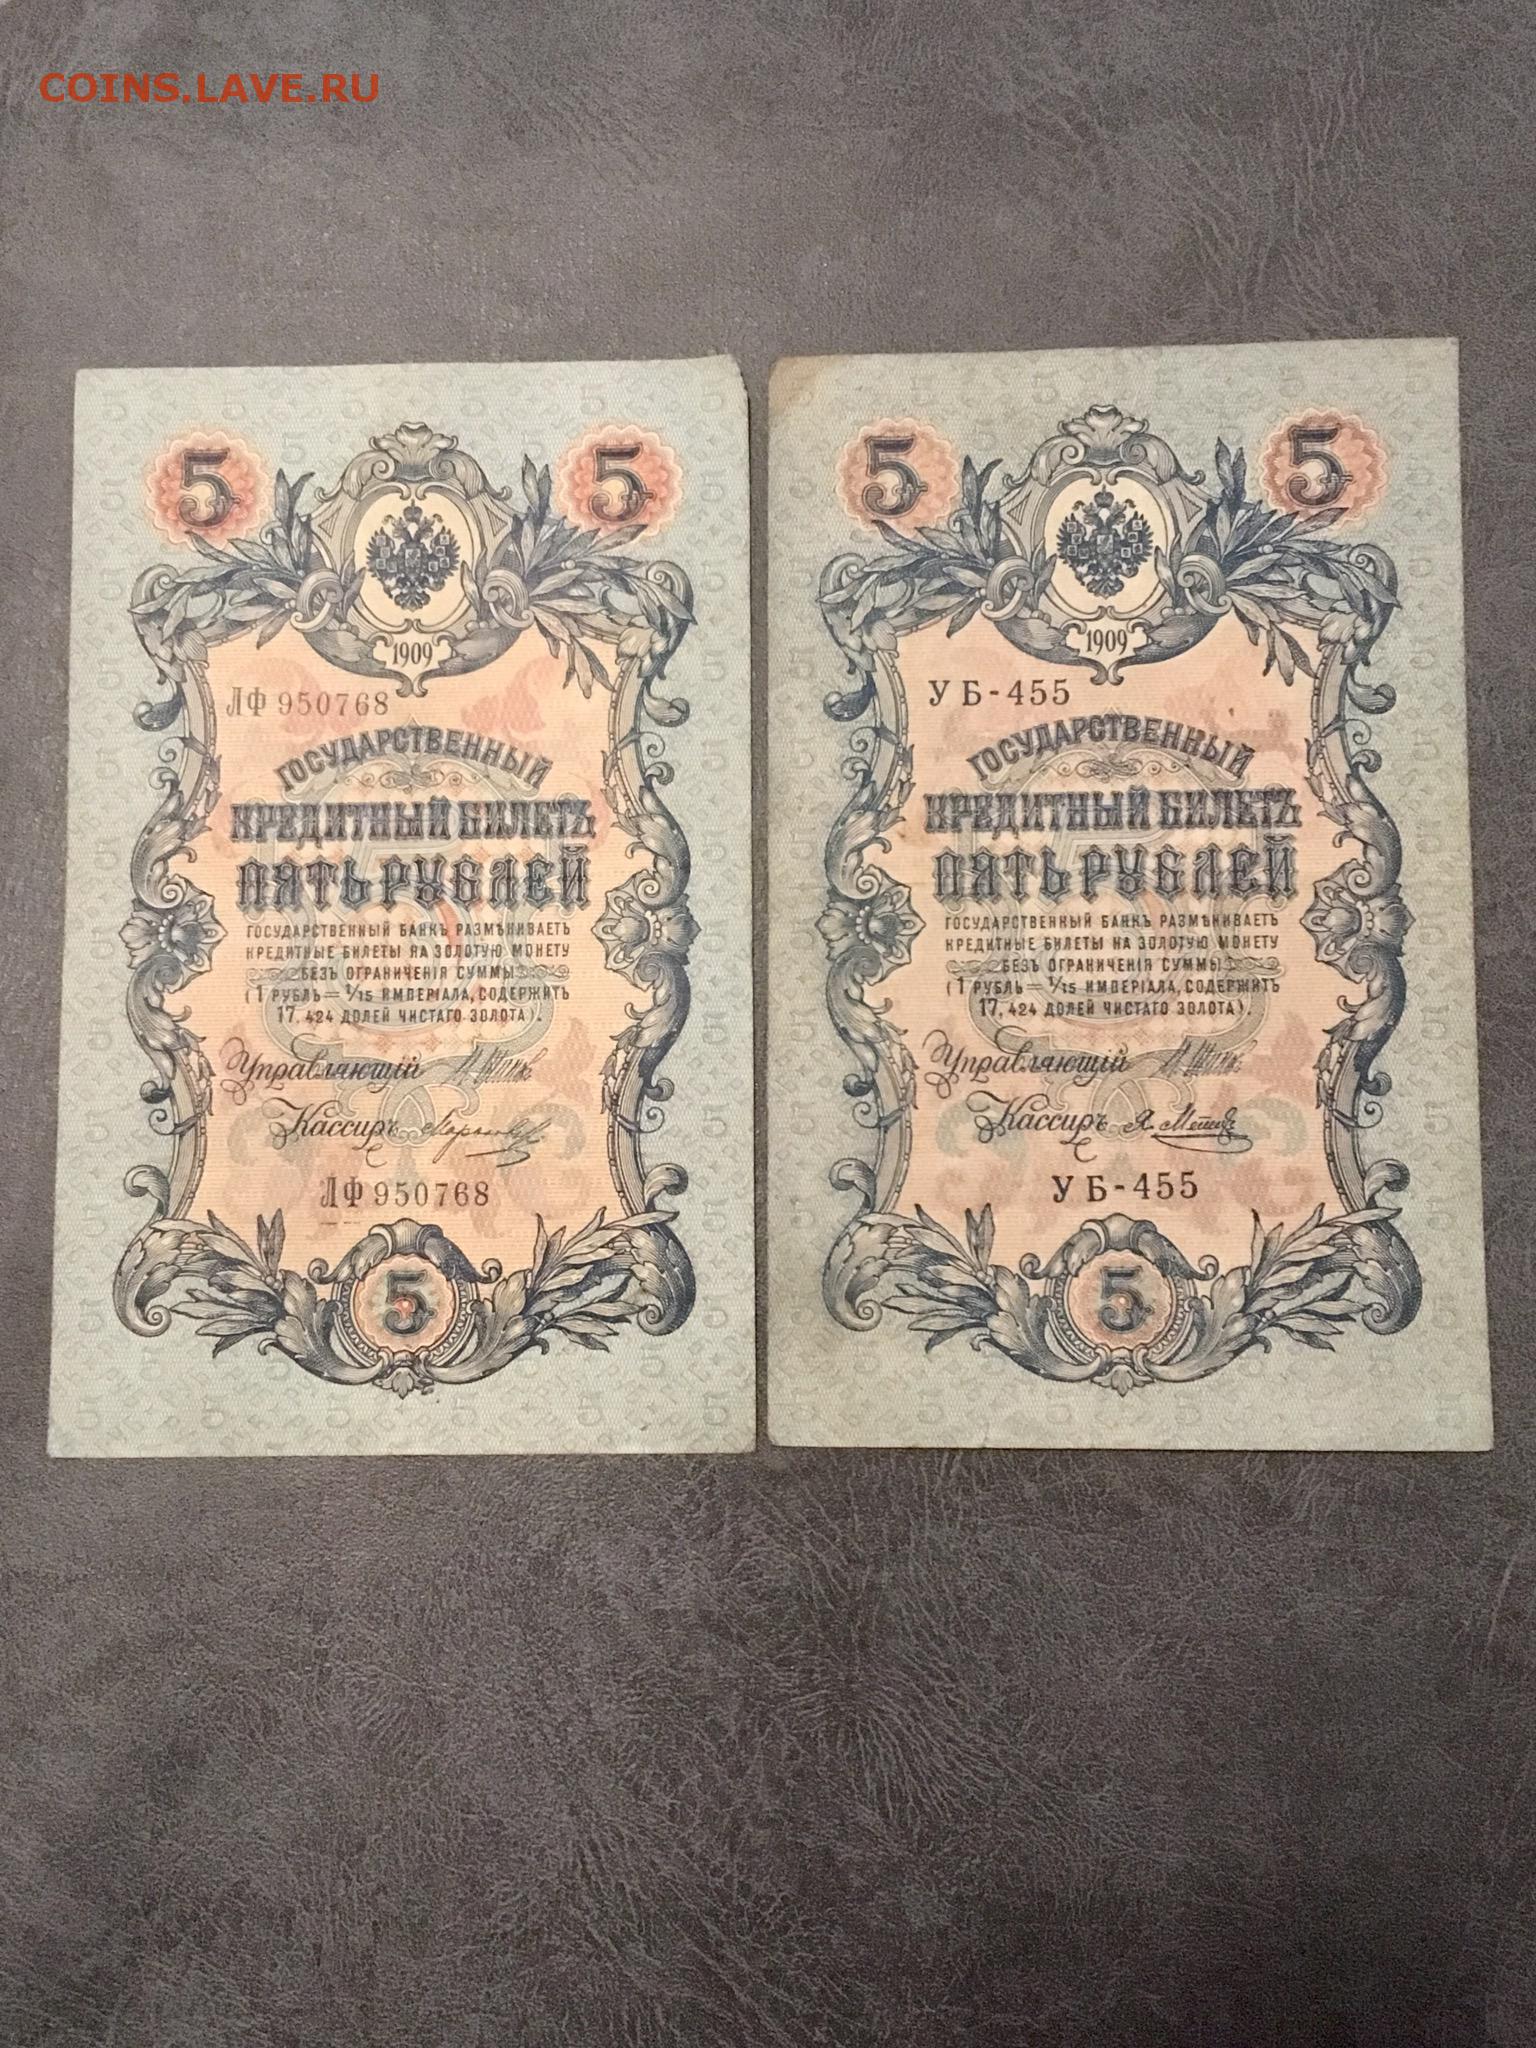 COINS.LAVE.RU
5 5
1909
ЛФ 950768
ГОСУДАРСТВЕННЫЙ
КРЕДИТНЫЙ БИЛЕТЪ
ПЯТЬ РУБЛЕЙ
ГОСУДАРСТВЕННЫЙ БАНКЪ РАЗМѢНИВАЕТЪ
КРЕДИТНЫЕ БИЛЕТЫ НА ЗОЛОТУЮ МОНЕТУ
БЕЗЪ ОГРАНИЧЕНІЯ СУММЫ
(1 РУБЛЬ = 1/15 ИМПЕРІАЛА, СОДЕРЖИТЪ
17,424 ДОЛЕЙ ЧИСТАГО ЗОЛОТА).
Управляющій
Кассиръ
ЛФ 950768
5
5 5
1909
УБ-455
ГОСУДАРСТВЕННЫЙ
КРЕДИТНЫЙ БИЛЕТЪ
ПЯТЬ РУБЛЕЙ
ГОСУДАРСТВЕННЫЙ БАНКЪ РАЗМѢНИВАЕТЪ
КРЕДИТНЫЕ БИЛЕТЫ НА ЗОЛОТУЮ МОНЕТУ
БЕЗЪ ОГРАНИЧЕНІЯ СУММЫ
(1 РУБЛЬ = 1/15 ИМПЕРІАЛА, СОДЕРЖИТЪ
17,424 ДОЛЕЙ ЧИСТАГО ЗОЛОТА).
Управляющій
Кассиръ
УБ-455
5